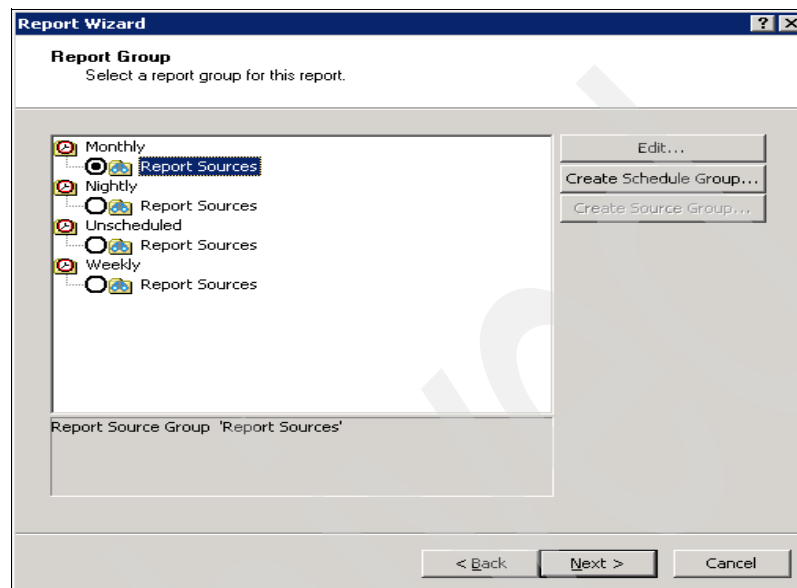 Report Wizard
Report Group
Select a report group for this report.
Monthly
Report Sources
Nightly
Report Sources
Unscheduled
Report Sources
Weekly
Report Sources
Edit...
Create Schedule Group...
Create Source Group...
Report Source Group 'Report Sources'
< Back
Next >
Cancel